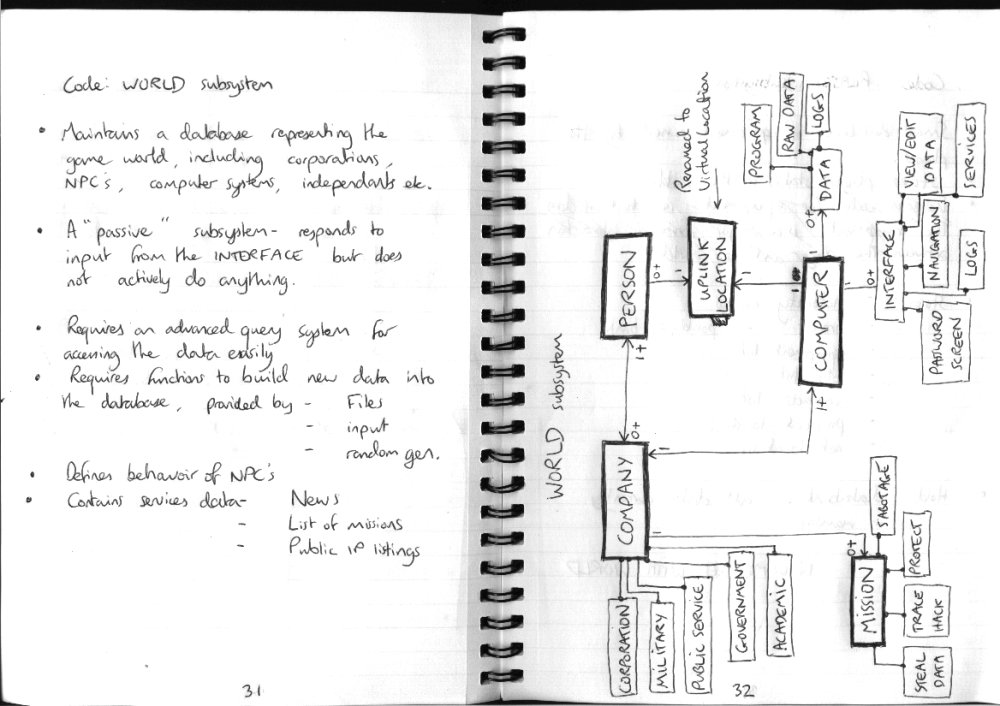 Code: WORLD subsystem
• Maintains a database representing the
game world, including corporations,
NPC's, computer systems, independants etc.
• A "passive" subsystem - responds to
input from the INTERFACE but does
not actively do anything.
• Requires an advanced query system for
accessing the data easily
• Requires functions to build new data into
the database, provided by - Files
- input
- random gen.
• Defines behavoir of NPC's
• Contains services data - News
- List of missions
- Public IP listings
31
WORLD subsystem
PERSON
0+
1
1+
0+
Renamed to
Virtual Location
UPLINK
LOCATION
1
PROGRAM
RAW DATA
LOGS
DATA
0+
COMPUTER
1
1
1+
0+
INTERFACE
VIEW/EDIT
DATA
SERVICES
NAVIGATION
LOGS
PASSWORD
SCREEN
COMPANY
1
1
CORPORATION
MILITARY
PUBLIC SERVICE
GOVERNMENT
ACADEMIC
0+
MISSION
SABOTAGE
PROTECT
TRACE
HACK
STEAL
DATA
32